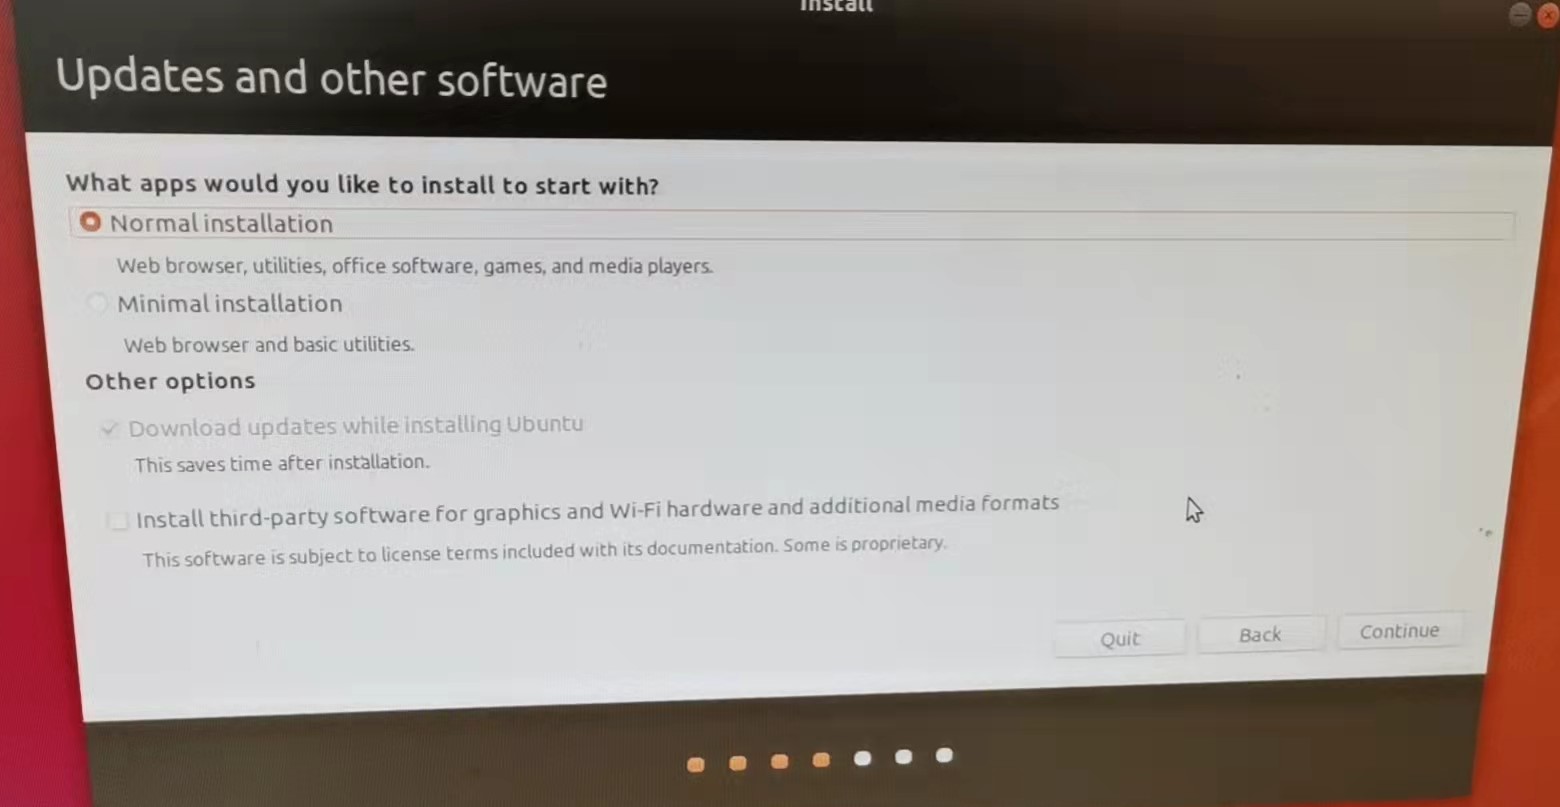 Install
Updates and other software
What apps would you like to install to start with?
Normal installation
Web browser, utilities, office software, games, and media players.
Minimal installation
Web browser and basic utilities.
Other options
Download updates while installing Ubuntu
This saves time after installation.
Install third-party software for graphics and Wi-Fi hardware and additional media formats
This software is subject to license terms included with its documentation. Some is proprietary.
Quit Back Continue